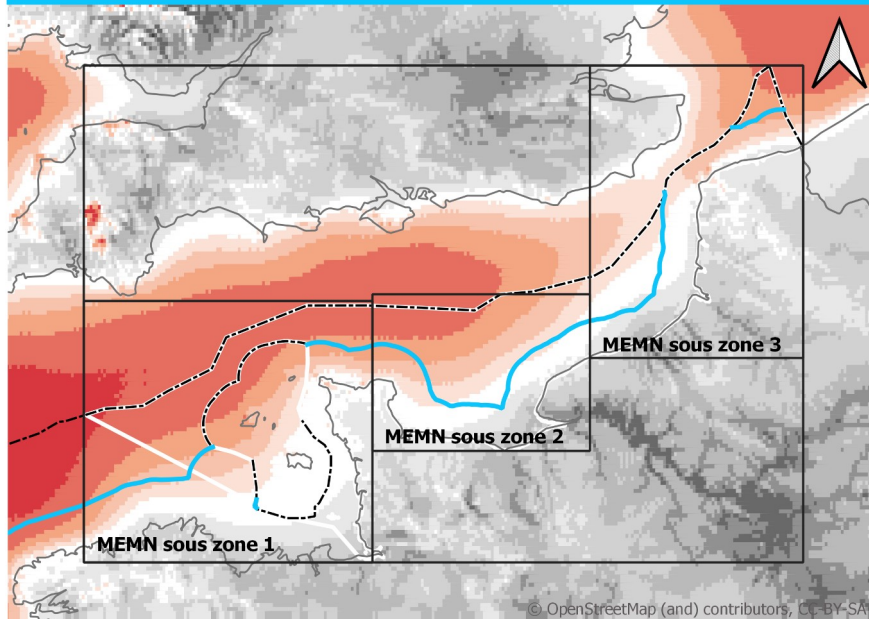 MEMN sous zone 3
MEMN sous zone 2
MEMN sous zone 1
© OpenStreetMap (and) contributors, CC-BY-SA